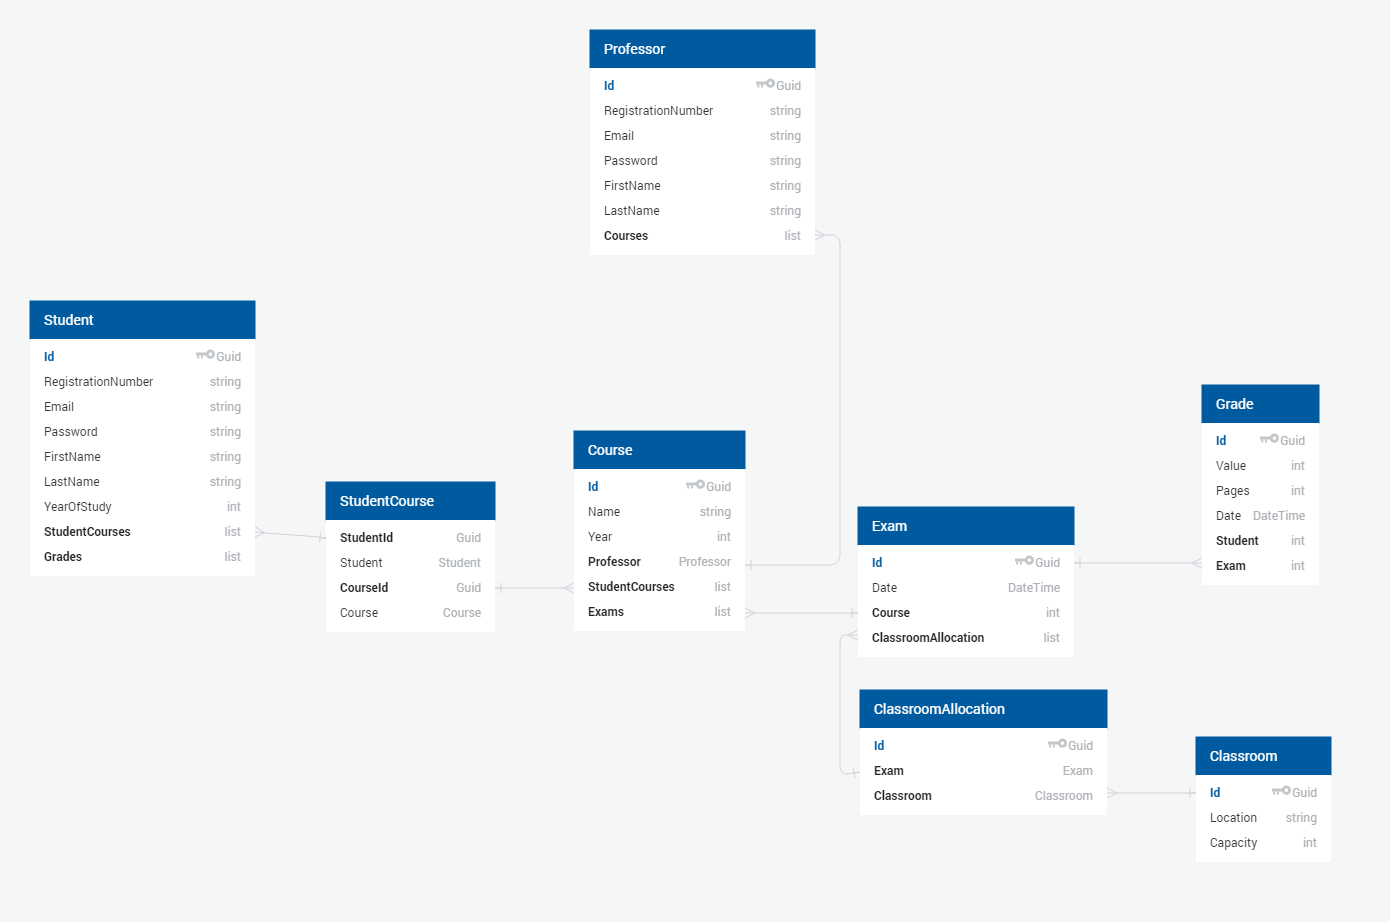 Professor
Id Guid
RegistrationNumber string
Email string
Password string
FirstName string
LastName string
Courses list
Student
Id Guid
RegistrationNumber string
Email string
Password string
FirstName string
LastName string
YearOfStudy int
StudentCourses list
Grades list
StudentCourse
StudentId Guid
Student Student
CourseId Guid
Course Course
Course
Id Guid
Name string
Year int
Professor Professor
StudentCourses list
Exams list
Exam
Id Guid
Date DateTime
Course int
ClassroomAllocation list
Grade
Id Guid
Value int
Pages int
Date DateTime
Student int
Exam int
ClassroomAllocation
Id Guid
Exam Exam
Classroom Classroom
Classroom
Id Guid
Location string
Capacity int